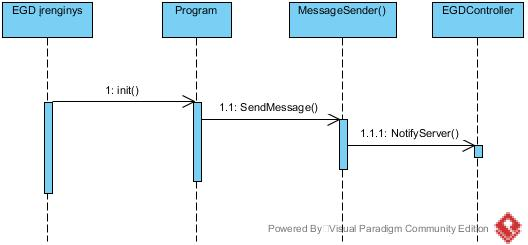 EGD įrenginys
Program
MessageSender()
EGDController
1: init()
1.1: SendMessage()
1.1.1: NotifyServer()
Powered By Visual Paradigm Community Edition